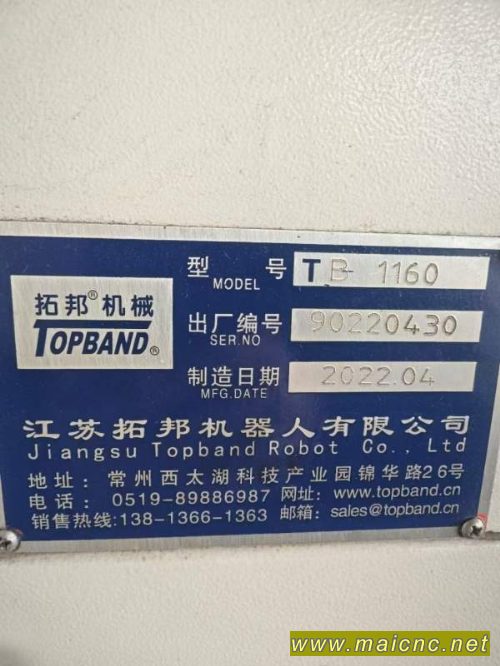 拓邦®机械
TOPBAND®
型号 TB 1160
MODEL
出厂编号 90220430
SER.NO
制造日期 2022.04
MFG.DATE
江苏拓邦机器人有限公司
Jiangsu Topband Robot Co., Ltd
地址: 常州西太湖科技产业园锦华路26号
电话: 0519-89886987 网址: www.topband.cn
销售热线:138-1366-1363 邮箱: sales@topband.cn
www.maicnc.net